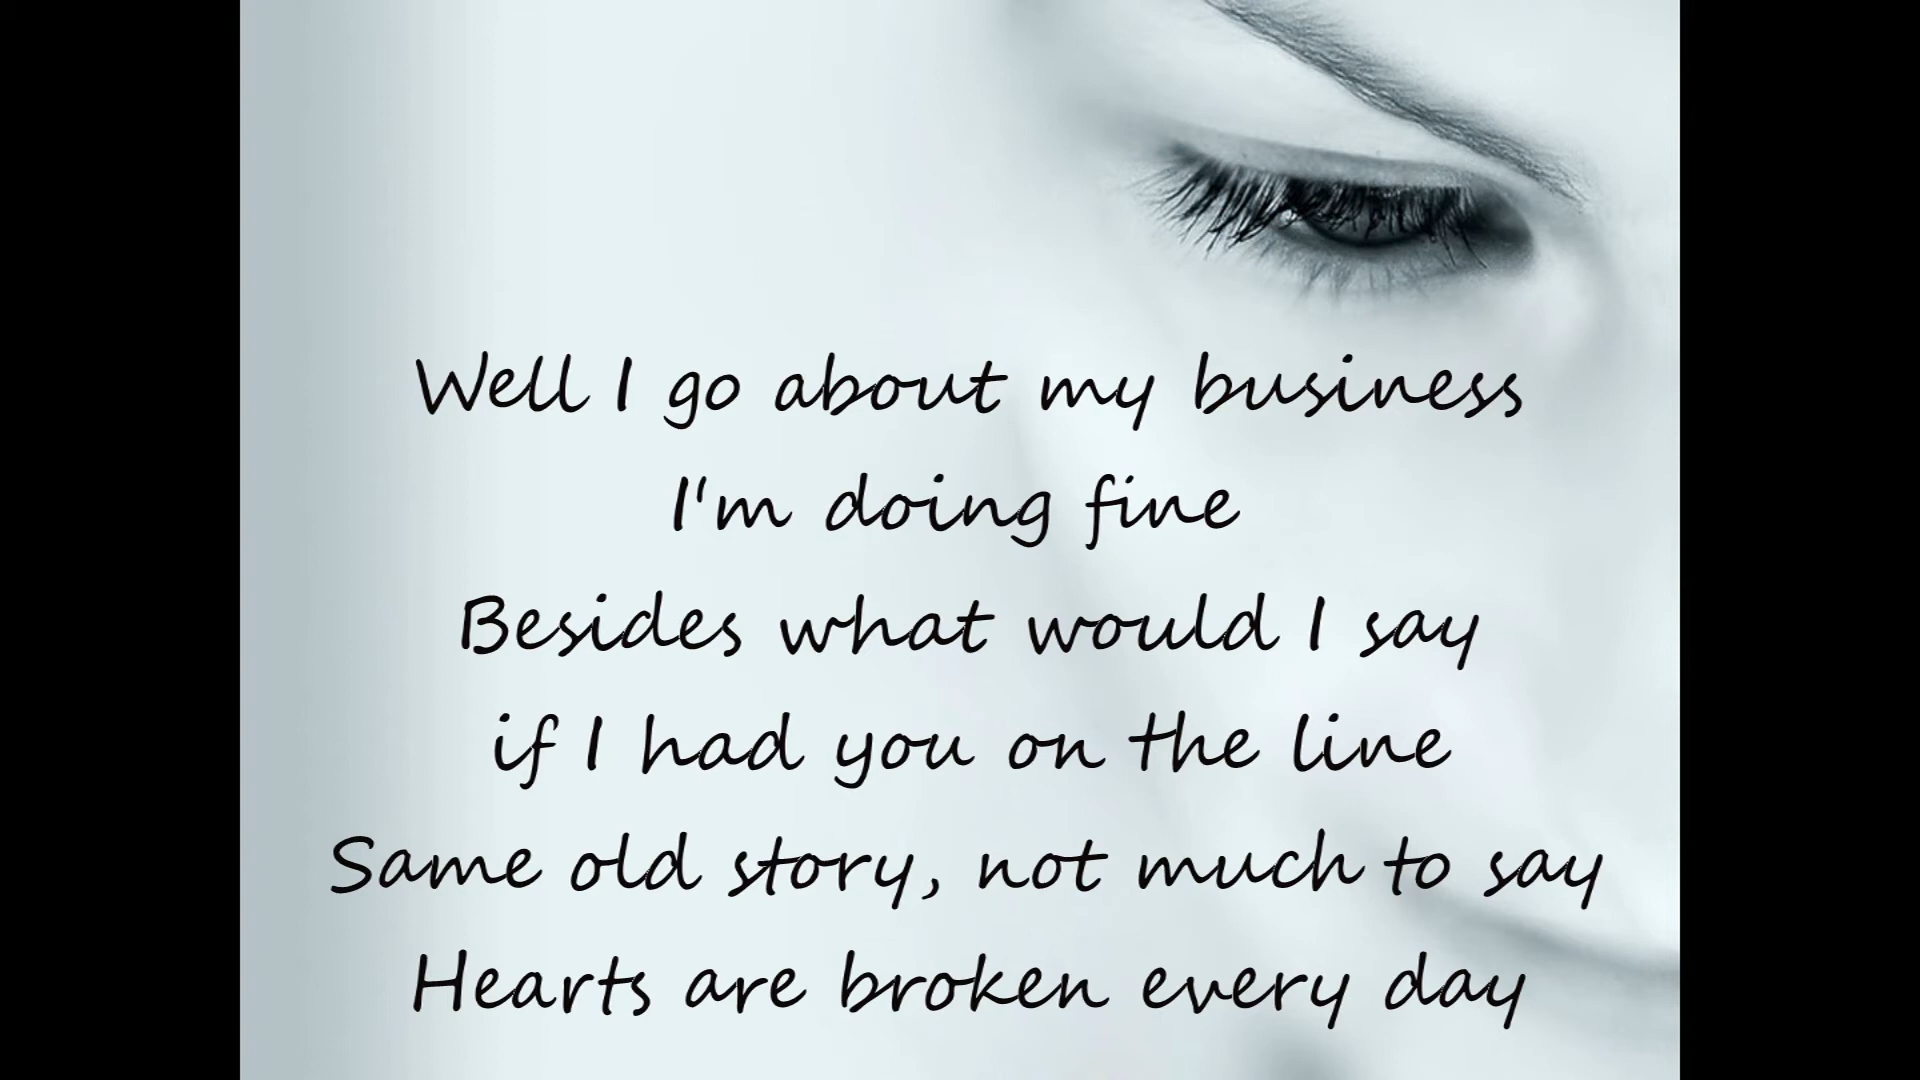 Well I go about my business
I'm doing fine
Besides what would I say
if I had you on the line
Same old story, not much to say
Hearts are broken every day